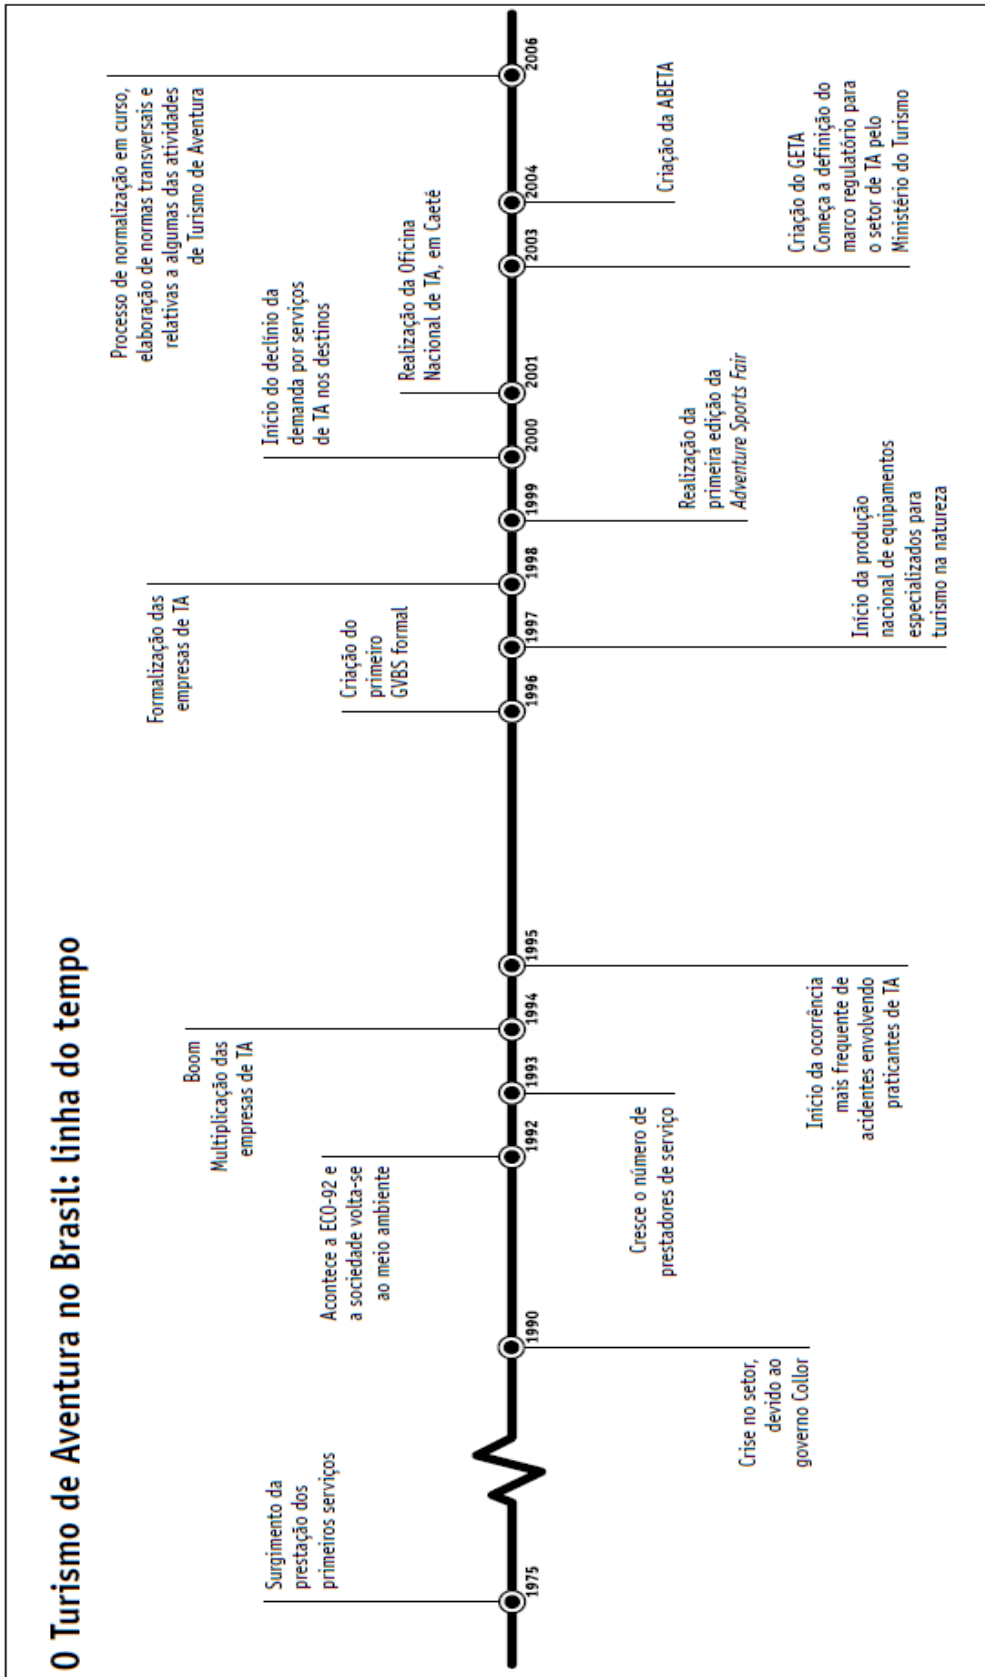 O Turismo de Aventura no Brasil: linha do tempo
Surgimento da
prestação dos
primeiros serviços
1975
Crise no setor,
devido ao
governo Collor
1990
Acontece a ECO-92 e
a sociedade volta-se
ao meio ambiente
1992
Cresce o número de
prestadores de serviço
1993
Boom
Multiplicação das
empresas de TA
1994
Início da ocorrência
mais frequente de
acidentes envolvendo
praticantes de TA
1995
Criação do
primeiro
GVBS formal
1996
Início da produção
nacional de equipamentos
especializados para
turismo na natureza
1997
Formalização das
empresas de TA
1998
Realização da
primeira edição da
Adventure Sports Fair
1999
Início do declínio da
demanda por serviços
de TA nos destinos
2000
Realização da Oficina
Nacional de TA, em Caeté
2001
Criação do GETA
Começa a definição do
marco regulatório para
o setor de TA pelo
Ministério do Turismo
2003
Criação da ABETA
2004
Processo de normalização em curso,
elaboração de normas transversais e
relativas a algumas das atividades
de Turismo de Aventura
2006